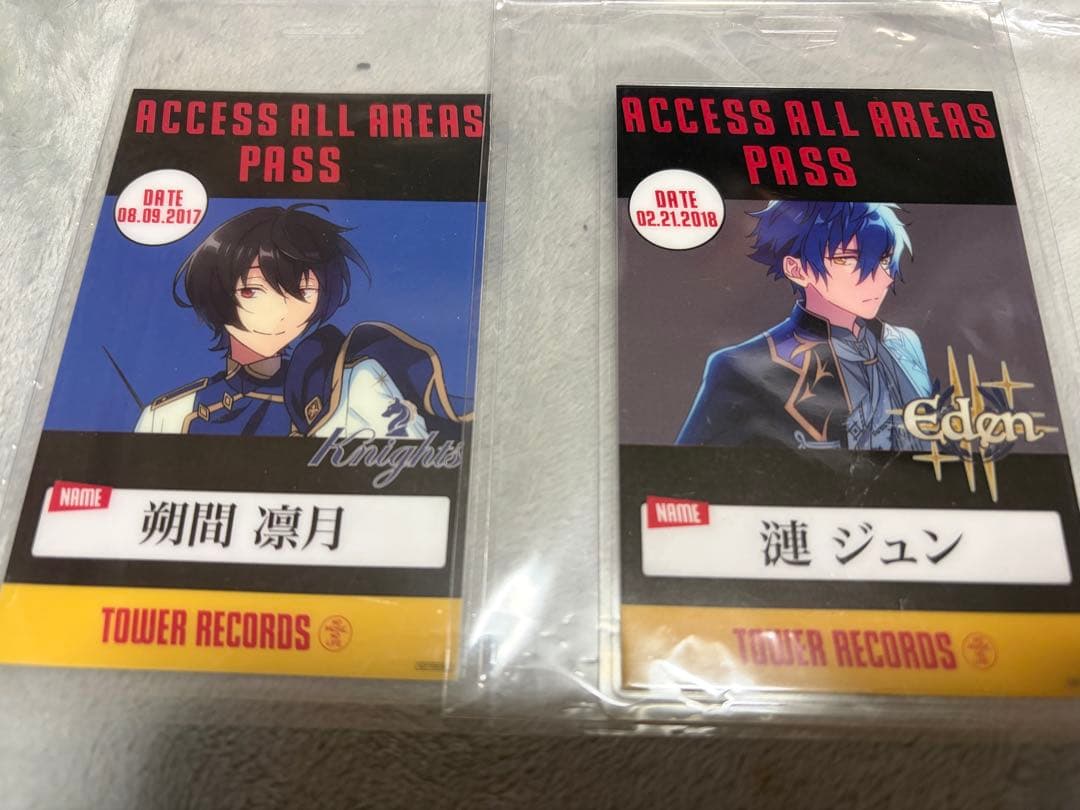 ACCESS ALL AREAS
PASS
DATE
08.09.2017
Knights
NAME
朔間 凛月
TOWER RECORDS
ACCESS ALL AREAS
PASS
DATE
02.21.2018
Eden
NAME
漣 ジュン
TOWER RECORDS